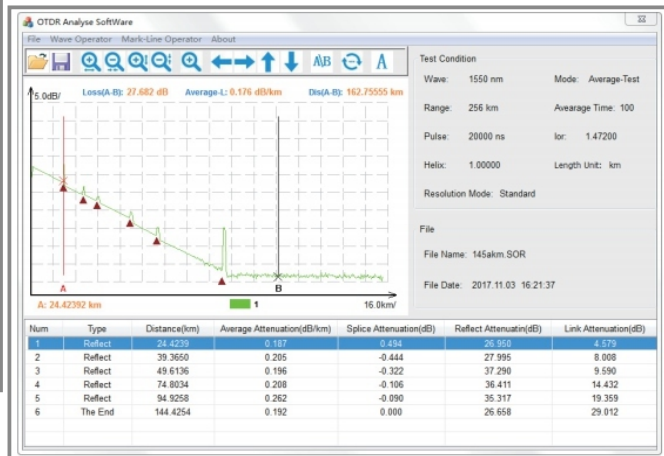 OTDR Analyse SoftWare
File Wave Operator Mark-Line Operator About
A\B A
5.0dB/ Loss(A-B): 27.682 dB Average-L: 0.176 dB/km Dis(A-B): 162.75555 km
A B
A: 24.42392 km 1 16.0km/
Test Condition
Wave: 1550 nm Mode: Average-Test
Range: 256 km Avearage Time: 100
Pulse: 20000 ns Ior: 1.47200
Helix: 1.00000 Length Unit: km
Resolution Mode: Standard
File
File Name: 145akm.SOR
File Date: 2017.11.03 16:21:37
Num Type Distance(km) Average Attenuation(dB/km) Splice Attenuation(dB) Reflect Attenuatin(dB) Link Attenuation(dB)
1 Reflect 24.4239 0.187 0.494 26.950 4.579
2 Reflect 39.3650 0.205 -0.444 27.995 8.008
3 Reflect 49.6136 0.196 -0.322 37.290 9.590
4 Reflect 74.8034 0.208 -0.106 36.411 14.432
5 Reflect 94.9258 0.262 -0.090 35.317 19.359
6 The End 144.4254 0.192 0.000 26.658 29.012